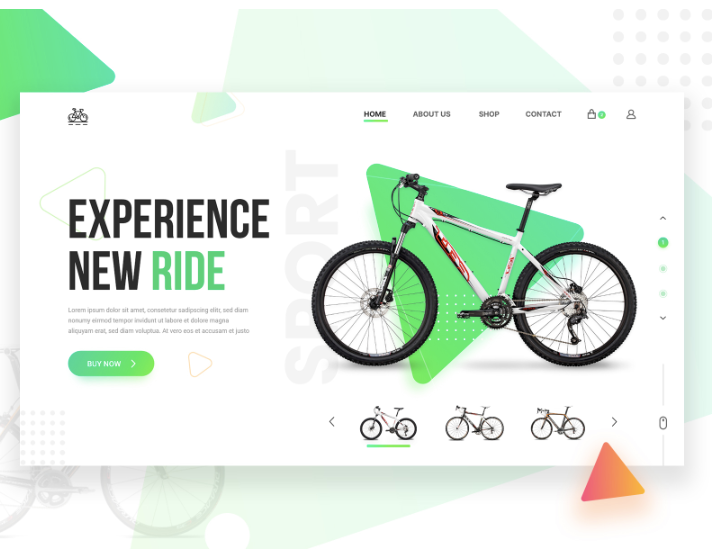 HOME
ABOUT US
SHOP
CONTACT
SPORT
EXPERIENCE
NEW RIDE
Lorem ipsum dolor sit amet, consetetur sadipscing elitr, sed diam
nonumy eirmod tempor invidunt ut labore et dolore magna
aliquyam erat, sed diam voluptua. At vero eos et accusam et justo
BUY NOW
1